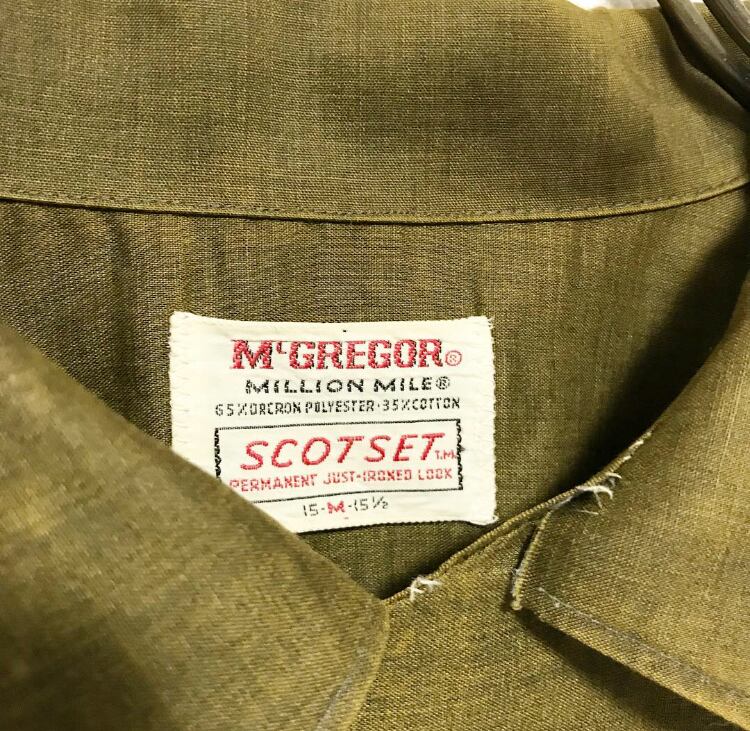 McGREGOR®
MILLION MILE®
65% DACRON POLYESTER · 35% COTTON
SCOTSET T.M.
PERMANENT JUST-IRONED LOOK
15-M-15½